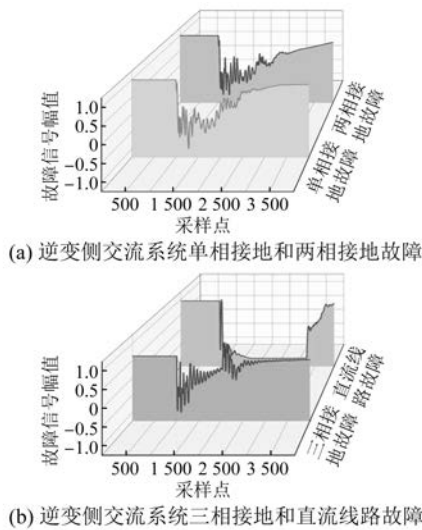 故障信号幅值
1.0
0.5
0
-0.5
-1.0
500 1 500 2 500 3 500
采样点
单相接
地故障
两相接
地故障
(a) 逆变侧交流系统单相接地和两相接地故障
故障信号幅值
1.0
0.5
0
-0.5
-1.0
500 1 500 2 500 3 500
采样点
三相接
地故障
直流线
路故障
(b) 逆变侧交流系统三相接地和直流线路故障